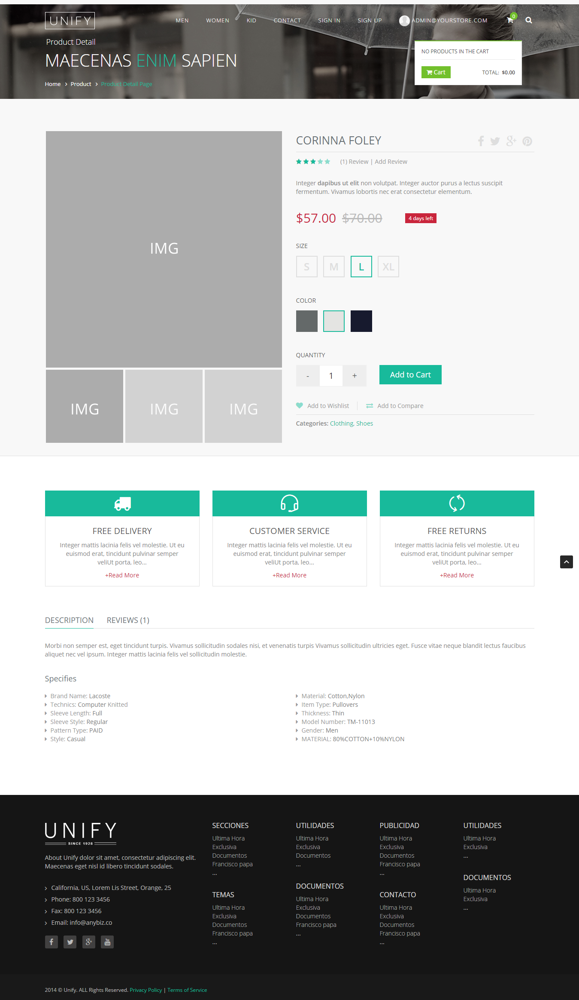 UNIFY
MEN WOMEN KID CONTACT SIGN IN SIGN UP ADMIN@YOURSTORE.COM 0
Product Detail
MAECENAS ENIM SAPIEN
Home Product Product Detail Page
NO PRODUCTS IN THE CART
Cart TOTAL: $0.00
IMG
IMG IMG IMG
CORINNA FOLEY
(1) Review | Add Review
Integer dapibus ut elit non volutpat. Integer auctor purus a lectus suscipit
fermentum. Vivamus lobortis nec erat consectetur elementum.
$57.00 $70.00 4 days left
SIZE
S M L XL
COLOR
QUANTITY
- 1 + Add to Cart
Add to Wishlist Add to Compare
Categories: Clothing, Shoes
FREE DELIVERY
Integer mattis lacinia felis vel molestie. Ut eu
euismod erat, tincidunt pulvinar semper
veliUt porta, leo...
+Read More
CUSTOMER SERVICE
Integer mattis lacinia felis vel molestie. Ut eu
euismod erat, tincidunt pulvinar semper
veliUt porta, leo...
+Read More
FREE RETURNS
Integer mattis lacinia felis vel molestie. Ut eu
euismod erat, tincidunt pulvinar semper
veliUt porta, leo...
+Read More
DESCRIPTION REVIEWS (1)
Morbi non semper est, eget tincidunt turpis. Vivamus sollicitudin sodales nisi, et venenatis turpis Vivamus sollicitudin ultricies eget. Fusce vitae neque blandit lectus faucibus
aliquet nec vel ipsum. Integer mattis lacinia felis vel sollicitudin molestie.
Specifies
Brand Name: Lacoste
Technics: Computer Knitted
Sleeve Length: Full
Sleeve Style: Regular
Pattern Type: PAID
Style: Casual
Material: Cotton,Nylon
Item Type: Pullovers
Thickness: Thin
Model Number: TM-11013
Gender: Men
MATERIAL: 80%COTTON+10%NYLON
UNIFY
SINCE 1928
About Unify dolor sit amet, consectetur adipiscing elit.
Maecenas eget nisl id libero tincidunt sodales.
California, US, Lorem Lis Street, Orange, 25
Phone: 800 123 3456
Fax: 800 123 3456
Email: info@anybiz.co
You Tube
SECCIONES
Ultima Hora
Exclusiva
Documentos
Francisco papa
...
TEMAS
Ultima Hora
Exclusiva
Documentos
Francisco papa
...
UTILIDADES
Ultima Hora
Exclusiva
Documentos
...
DOCUMENTOS
Ultima Hora
Exclusiva
Documentos
Francisco papa
...
PUBLICIDAD
Ultima Hora
Exclusiva
Documentos
Francisco papa
...
CONTACTO
Ultima Hora
Exclusiva
Documentos
Francisco papa
...
UTILIDADES
Ultima Hora
Exclusiva
...
DOCUMENTOS
Ultima Hora
Exclusiva
...
2014 © Unify. ALL Rights Reserved. Privacy Policy | Terms of Service